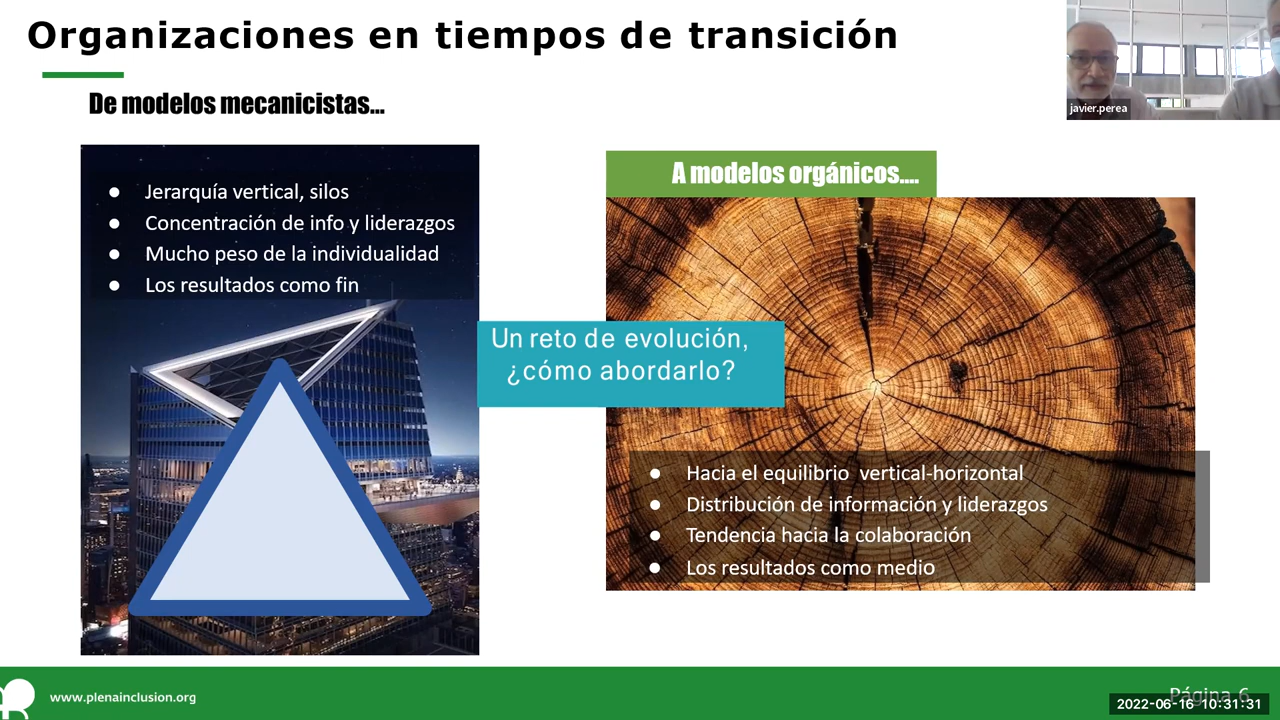 Organizaciones en tiempos de transición
javier.perea
De modelos mecanicistas...
● Jerarquía vertical, silos
● Concentración de info y liderazgos
● Mucho peso de la individualidad
● Los resultados como fin
A modelos orgánicos....
Un reto de evolución,
¿cómo abordarlo?
● Hacia el equilibrio vertical-horizontal
● Distribución de información y liderazgos
● Tendencia hacia la colaboración
● Los resultados como medio
www.plenainclusion.org
Página 6
2022-06-16 10:31:31